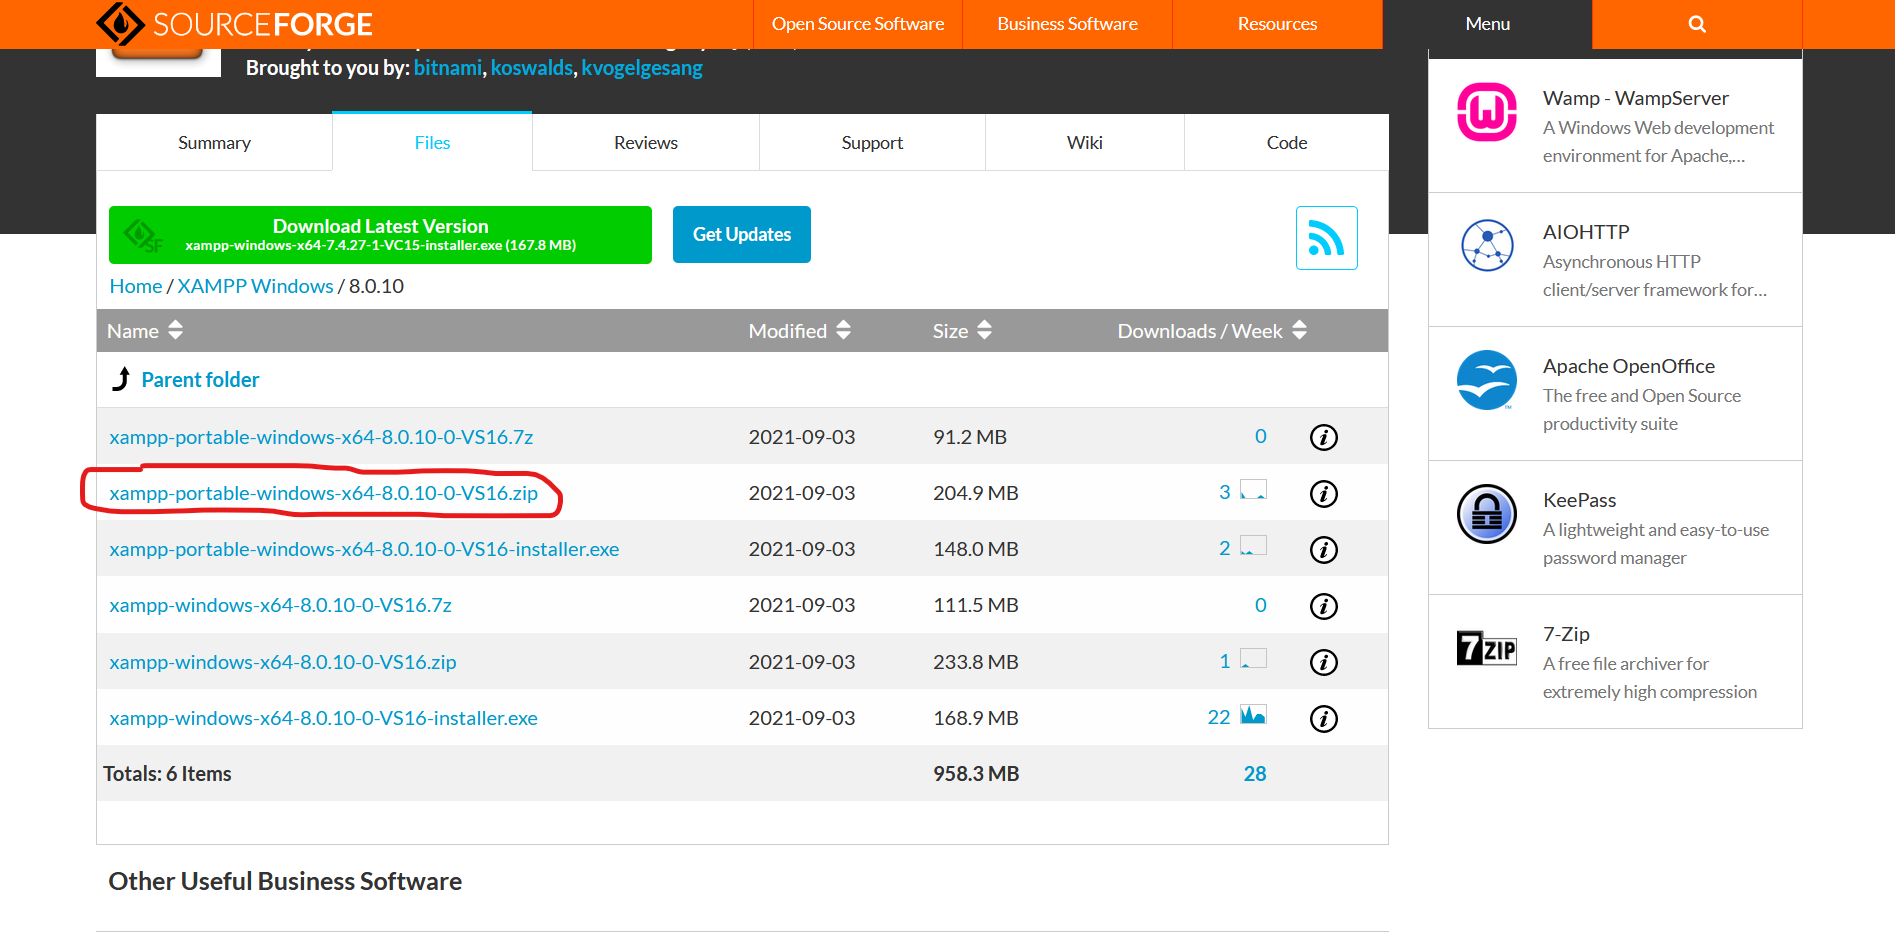 SOURCEFORGE
Open Source Software
Business Software
Resources
Menu
Brought to you by: bitnami, koswalds, kvogelgesang
Summary
Files
Reviews
Support
Wiki
Code
Download Latest Version
xampp-windows-x64-7.4.27-1-VC15-installer.exe (167.8 MB)
SF
Get Updates
Home / XAMPP Windows / 8.0.10
Name Modified Size Downloads / Week
Parent folder
xampp-portable-windows-x64-8.0.10-0-VS16.7z 2021-09-03 91.2 MB 0 i
xampp-portable-windows-x64-8.0.10-0-VS16.zip 2021-09-03 204.9 MB 3 i
xampp-portable-windows-x64-8.0.10-0-VS16-installer.exe 2021-09-03 148.0 MB 2 i
xampp-windows-x64-8.0.10-0-VS16.7z 2021-09-03 111.5 MB 0 i
xampp-windows-x64-8.0.10-0-VS16.zip 2021-09-03 233.8 MB 1 i
xampp-windows-x64-8.0.10-0-VS16-installer.exe 2021-09-03 168.9 MB 22 i
Totals: 6 Items 958.3 MB 28
Other Useful Business Software
W
Wamp - WampServer
A Windows Web development
environment for Apache,...
AIOHTTP
Asynchronous HTTP
client/server framework for...
Apache OpenOffice
The free and Open Source
productivity suite
TM
KeePass
A lightweight and easy-to-use
password manager
7ZIP
7-Zip
A free file archiver for
extremely high compression